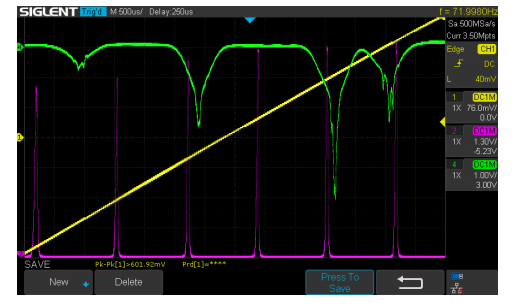 SIGLENT Trig'd M 500us/ Delay:250us f = 71.9980Hz
Sa 500MSa/s
Curr 3.50Mpts
Edge CH1
DC
L 40mV
1 DC1M
1X 76.0mV/
0.0V
2 DC1M
1X 1.30V/
-5.23V
4 DC1M
1X 1.00V/
3.00V
SAVE Pk-Pk[1]>601.92mV Prd[1]=****
New Delete Press To Save